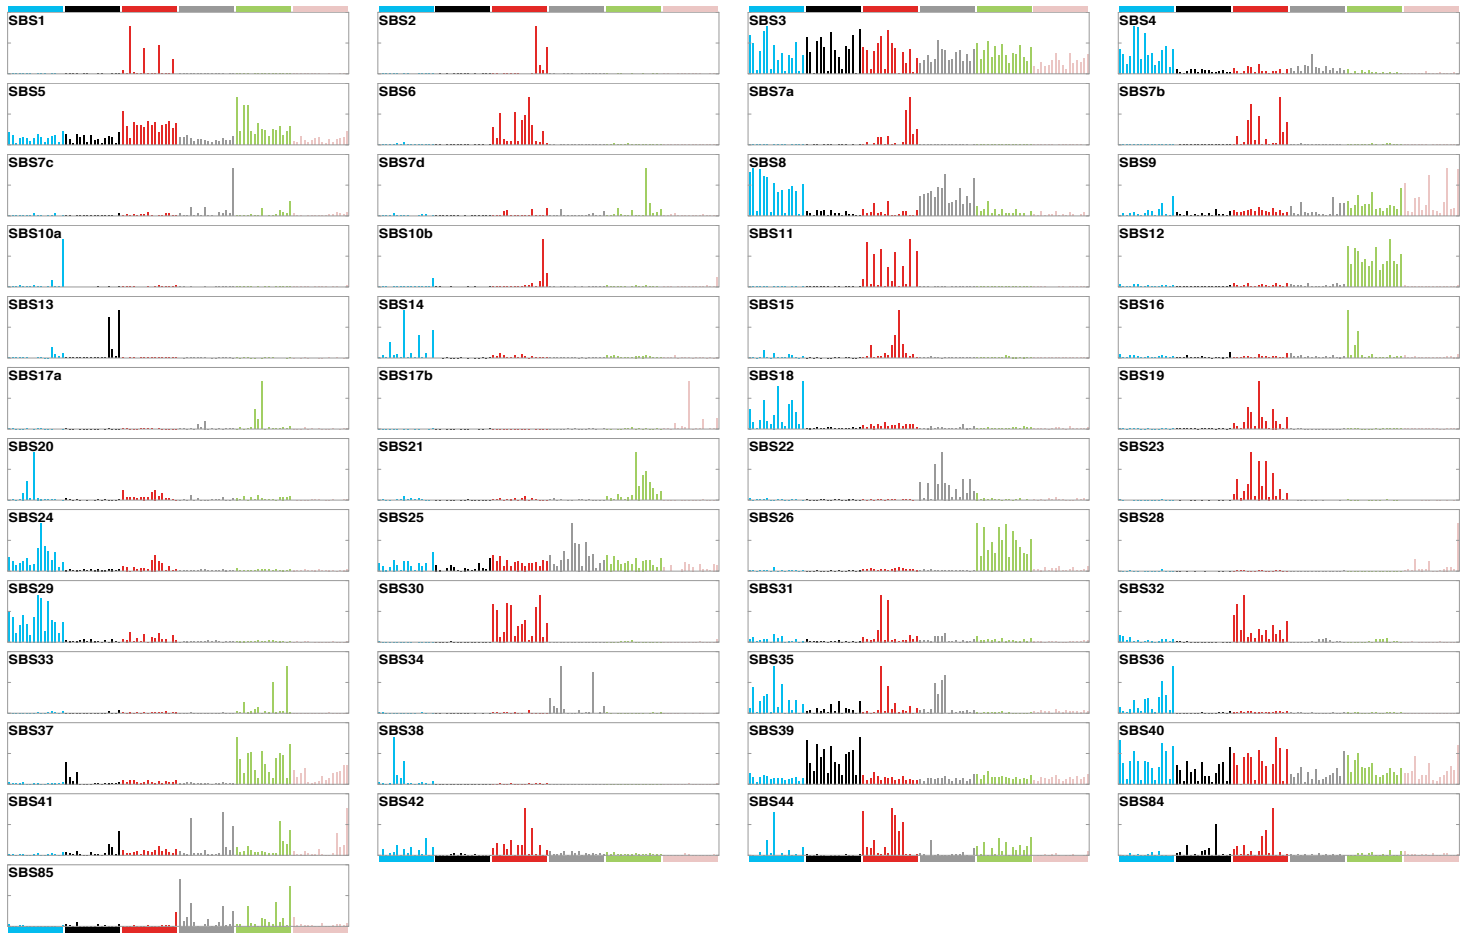 SBS1 SBS2 SBS3 SBS4
SBS5 SBS6 SBS7a SBS7b
SBS7c SBS7d SBS8 SBS9
SBS10a SBS10b SBS11 SBS12
SBS13 SBS14 SBS15 SBS16
SBS17a SBS17b SBS18 SBS19
SBS20 SBS21 SBS22 SBS23
SBS24 SBS25 SBS26 SBS28
SBS29 SBS30 SBS31 SBS32
SBS33 SBS34 SBS35 SBS36
SBS37 SBS38 SBS39 SBS40
SBS41 SBS42 SBS44 SBS84
SBS85